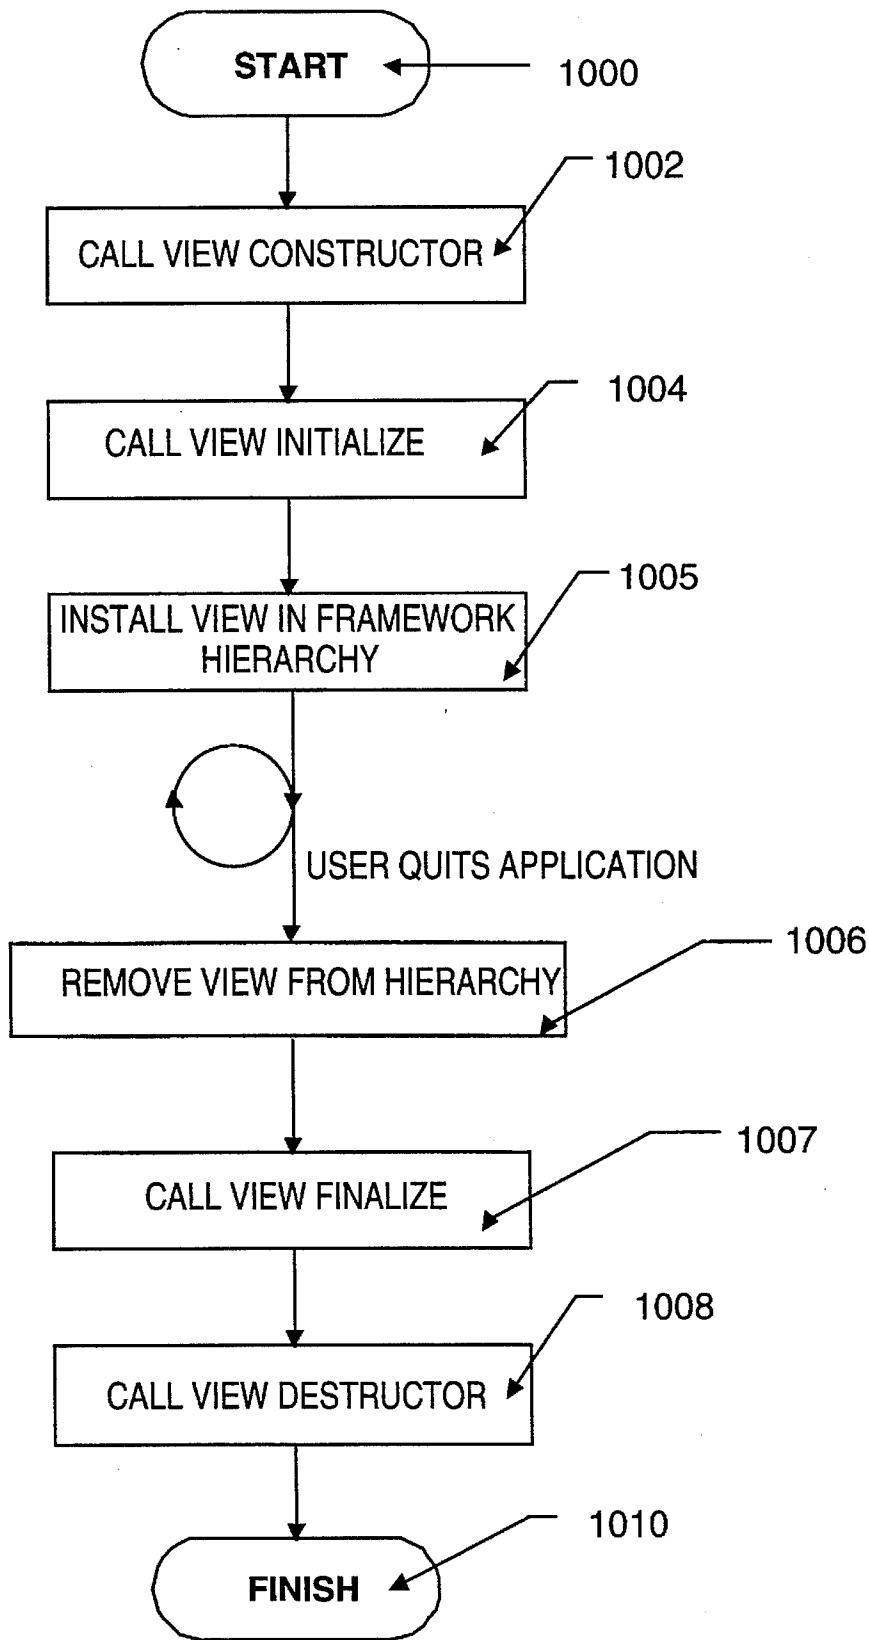 START
1000
1002
CALL VIEW CONSTRUCTOR
1004
CALL VIEW INITIALIZE
1005
INSTALL VIEW IN FRAMEWORK
HIERARCHY
USER QUITS APPLICATION
1006
REMOVE VIEW FROM HIERARCHY
1007
CALL VIEW FINALIZE
1008
CALL VIEW DESTRUCTOR
1010
FINISH